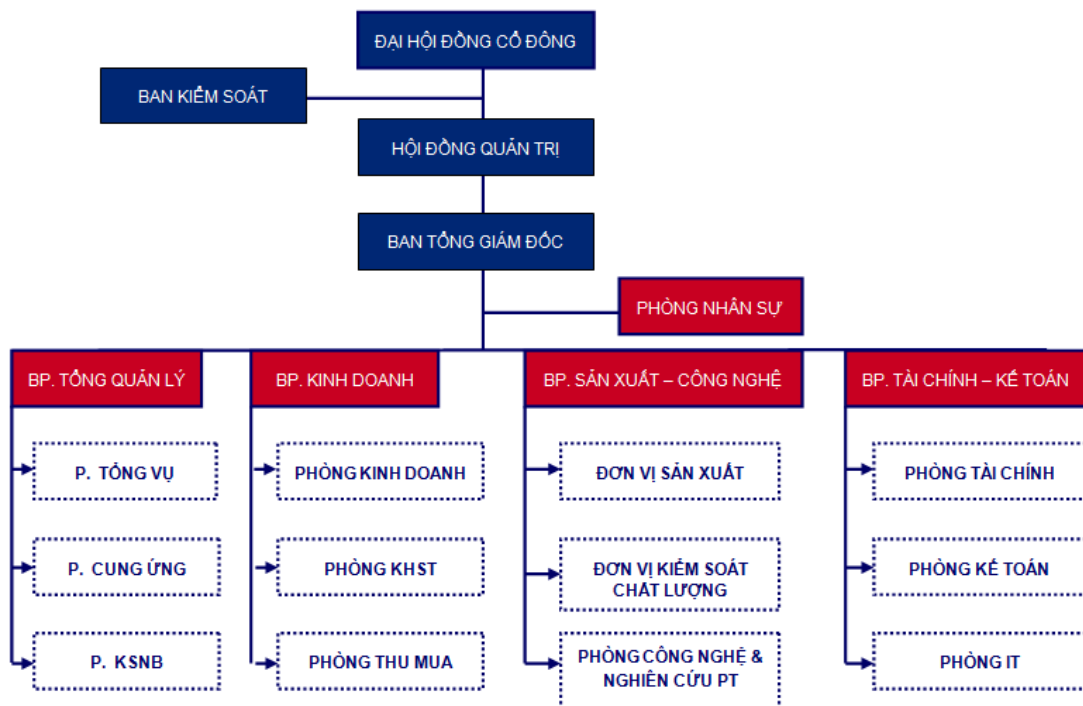 ĐẠI HỘI ĐỒNG CỔ ĐÔNG
BAN KIỂM SOÁT
HỘI ĐỒNG QUẢN TRỊ
BAN TỔNG GIÁM ĐỐC
PHÒNG NHÂN SỰ
BP. TỔNG QUẢN LÝ
BP. KINH DOANH
BP. SẢN XUẤT – CÔNG NGHỆ
BP. TÀI CHÍNH – KẾ TOÁN
P. TỔNG VỤ
PHÒNG KINH DOANH
ĐƠN VỊ SẢN XUẤT
PHÒNG TÀI CHÍNH
P. CUNG ỨNG
PHÒNG KHST
ĐƠN VỊ KIỂM SOÁT
CHẤT LƯỢNG
PHÒNG KẾ TOÁN
P. KSNB
PHÒNG THU MUA
PHÒNG CÔNG NGHỆ &
NGHIÊN CỨU PT
PHÒNG IT